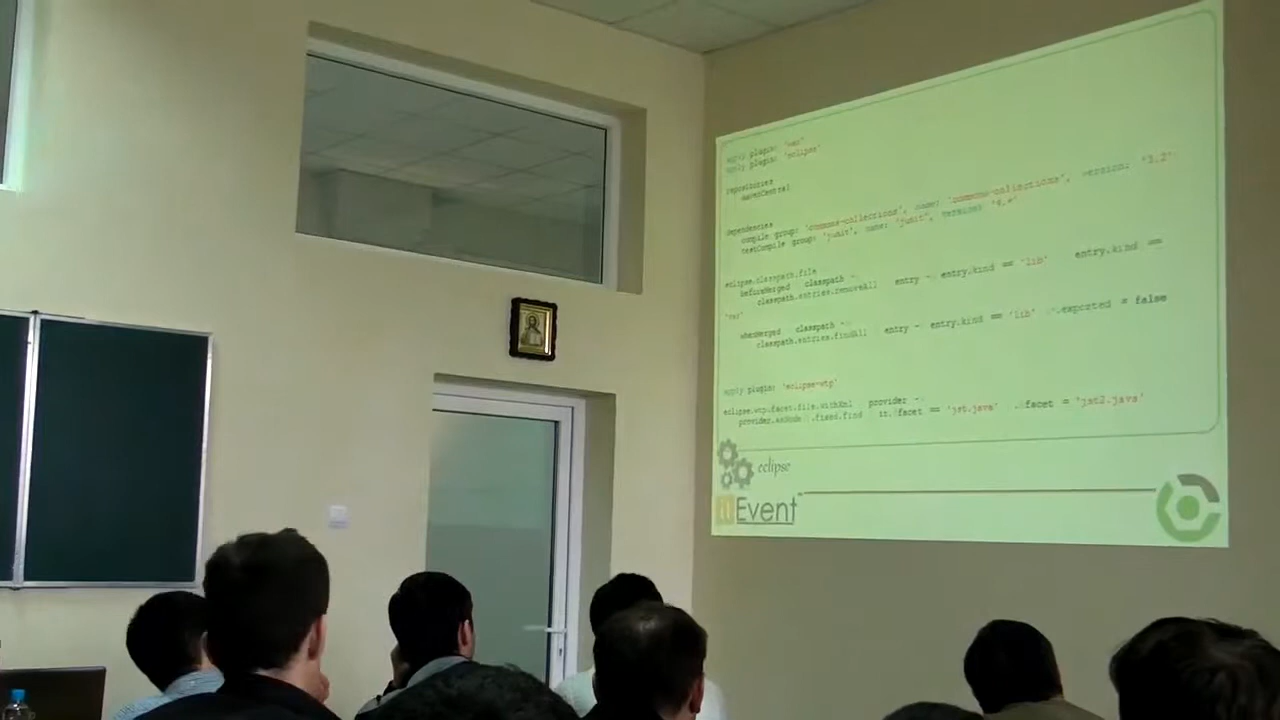 apply plugin: 'war'
apply plugin: 'eclipse'
repositories
mavenCentral
dependencies
compile group: 'commons-collections', name: 'commons-collections', version: '3.2'
testCompile group: 'junit', name: 'junit', version: '4.+'
eclipse.classpath.file
beforeMerged classpath
classpath.entries.removeAll entry - entry.kind == 'lib' entry.kind ==
'var'
whenMerged classpath
classpath.entries.findAll entry - entry.kind == 'lib' .exported = false
apply plugin: 'eclipse-wtp'
eclipse.wtp.facet.file.withXml provider -
provider.asNode .fixed.find it. facet == 'jst.java' . facet = 'jst2.java'
eclipse
itEvent